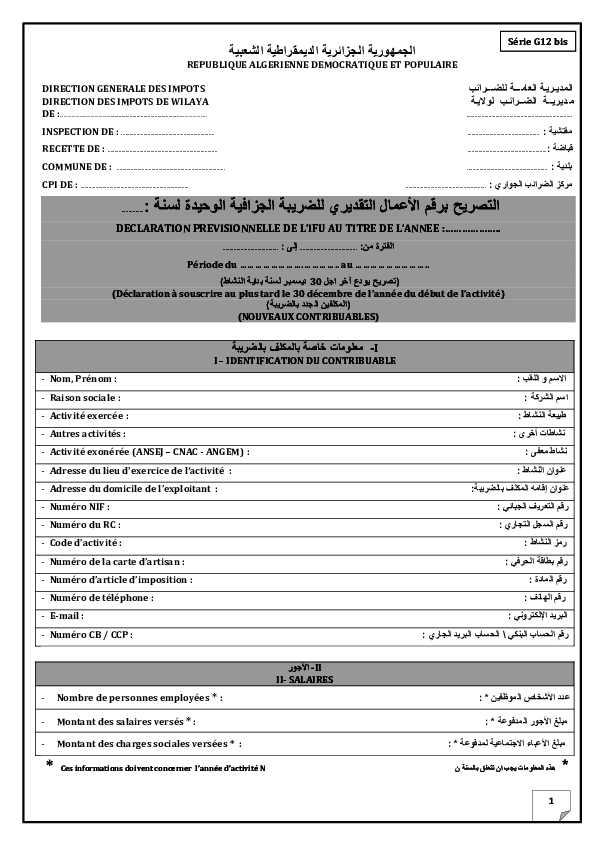 Série G12 bis
الجمهورية الجزائرية الديمقراطية الشعبية
REPUBLIQUE ALGERIENNE DEMOCRATIQUE ET POPULAIRE
DIRECTION GENERALE DES IMPOTS المديرية العامة للضرائب
DIRECTION DES IMPOTS DE WILAYA مديرية الضرائب لولاية
DE :
INSPECTION DE : مفتشية :
RECETTE DE : قباضة :
COMMUNE DE : بلدية :
CPI DE : مركز الضرائب الجواري :
التصريح برقم الأعمال التقديري للضريبة الجزافية الوحيدة لسنة :......
DECLARATION PREVISIONNELLE DE L'IFU AU TITRE DE L'ANNEE :...................
الفترة من: إلى :
Période du ........................................ au ..............................
(تصريح يودع آخر اجل 30 ديسمبر لسنة بداية النشاط)
(Déclaration à souscrire au plus tard le 30 décembre de l'année du début de l'activité)
(المكلفين الجدد بالضريبة)
(NOUVEAUX CONTRIBUABLES)
I- معلومات خاصة بالمكلف بالضريبة
I – IDENTIFICATION DU CONTRIBUABLE
- Nom, Prénom : الاسم و اللقب :
- Raison sociale : اسم الشركة :
- Activité exercée : طبيعة النشاط :
- Autres activités : نشاطات أخرى :
- Activité exonérée (ANSEJ – CNAC - ANGEM) : نشاط معفى :
- Adresse du lieu d'exercice de l'activité : عنوان النشاط :
- Adresse du domicile de l'exploitant : عنوان إقامة المكلف بالضريبة:
- Numéro NIF : رقم التعريف الجبائي :
- Numéro du RC : رقم السجل التجاري :
- Code d'activité : رمز النشاط :
- Numéro de la carte d'artisan : رقم بطاقة الحرفي :
- Numéro d'article d'imposition : رقم المادة :
- Numéro de téléphone : رقم الهاتف :
- E-mail : البريد الإلكتروني :
- Numéro CB / CCP : رقم الحساب البنكي \ الحساب البريد الجاري :
II- الأجور
II- SALAIRES
- Nombre de personnes employées * : عدد الأشخاص الموظفين * :
- Montant des salaires versés * : مبلغ الأجور المدفوعة * :
- Montant des charges sociales versées * : مبلغ الأعباء الاجتماعية لمدفوعة * :
* Ces informations doivent concerner l'année d'activité N * هذه المعلومات يجب ان تتعلق بالسنة ن
1